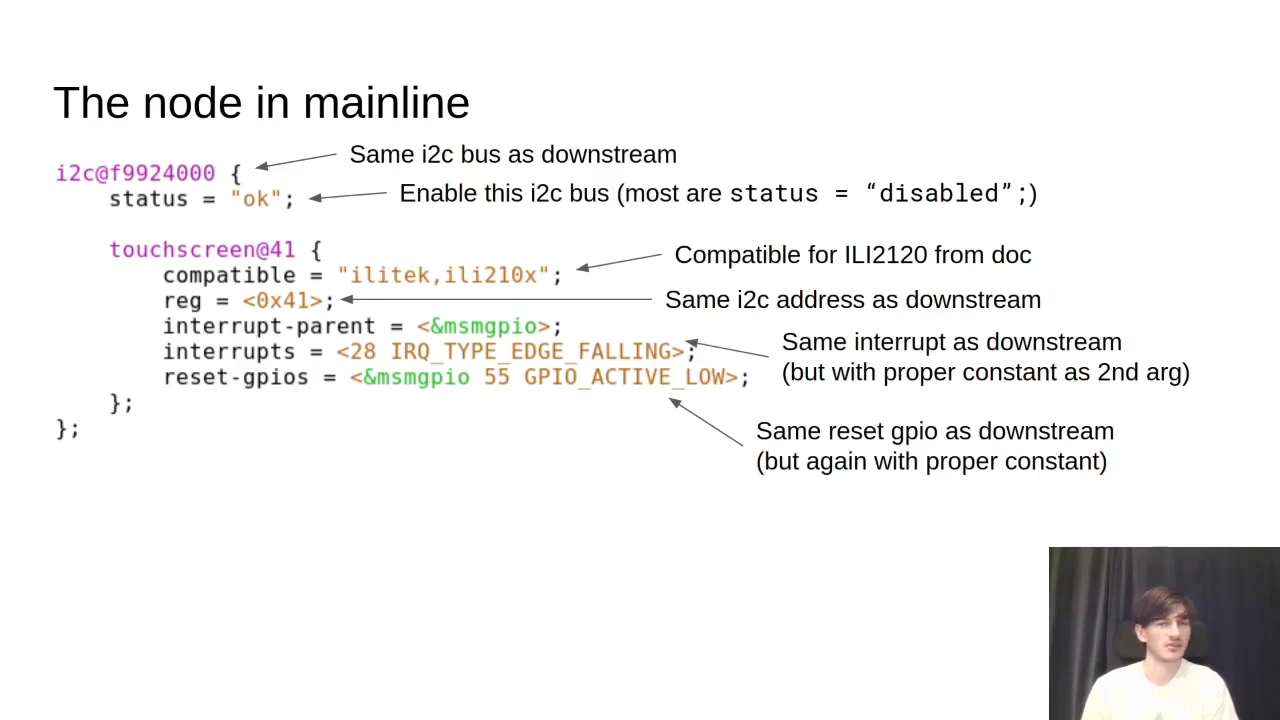 The node in mainline
i2c@f9924000 {
Same i2c bus as downstream
status = "ok";
Enable this i2c bus (most are status = “disabled”;)
touchscreen@41 {
compatible = "ilitek,ili210x";
Compatible for ILI2120 from doc
reg = <0x41>;
Same i2c address as downstream
interrupt-parent = <&msmgpio>;
interrupts = <28 IRQ_TYPE_EDGE_FALLING>;
Same interrupt as downstream
(but with proper constant as 2nd arg)
reset-gpios = <&msmgpio 55 GPIO_ACTIVE_LOW>;
};
};
Same reset gpio as downstream
(but again with proper constant)